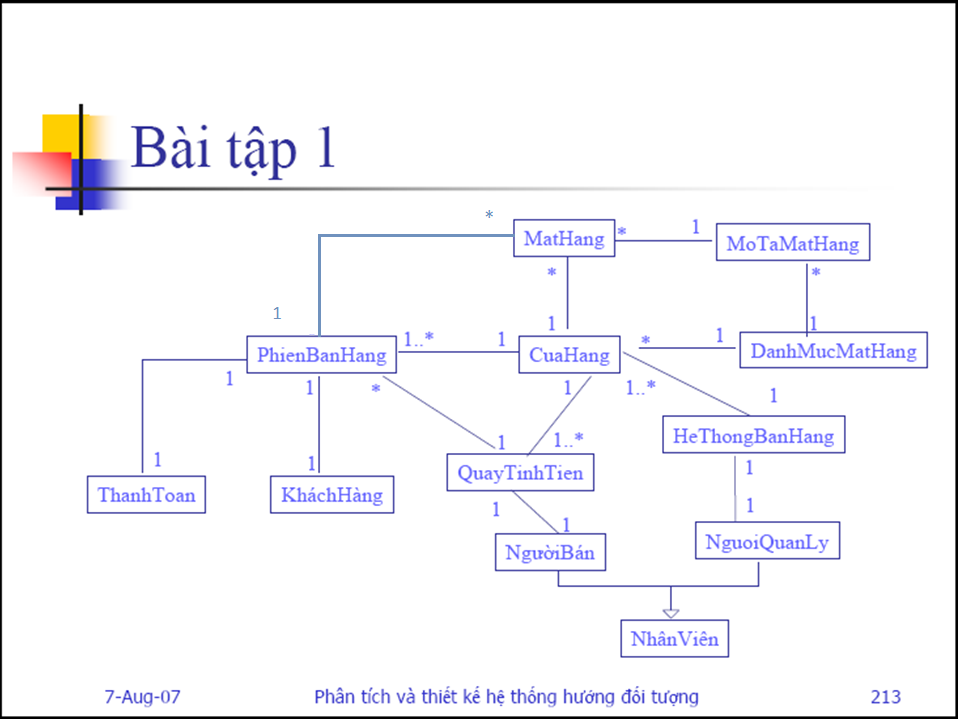 Bài tập 1
*
MatHang
*
1
MoTaMatHang
*
*
1
1
1
PhienBanHang
1..*
1
CuaHang
*
1
DanhMucMatHang
1
1
*
1
1..*
1
HeThongBanHang
1
1
1
1..*
1
ThanhToan
KháchHàng
QuayTinhTien
1
1
1
NgườiBán
NguoiQuanLy
NhânViên
7-Aug-07
Phân tích và thiết kế hệ thống hướng đối tượng
213